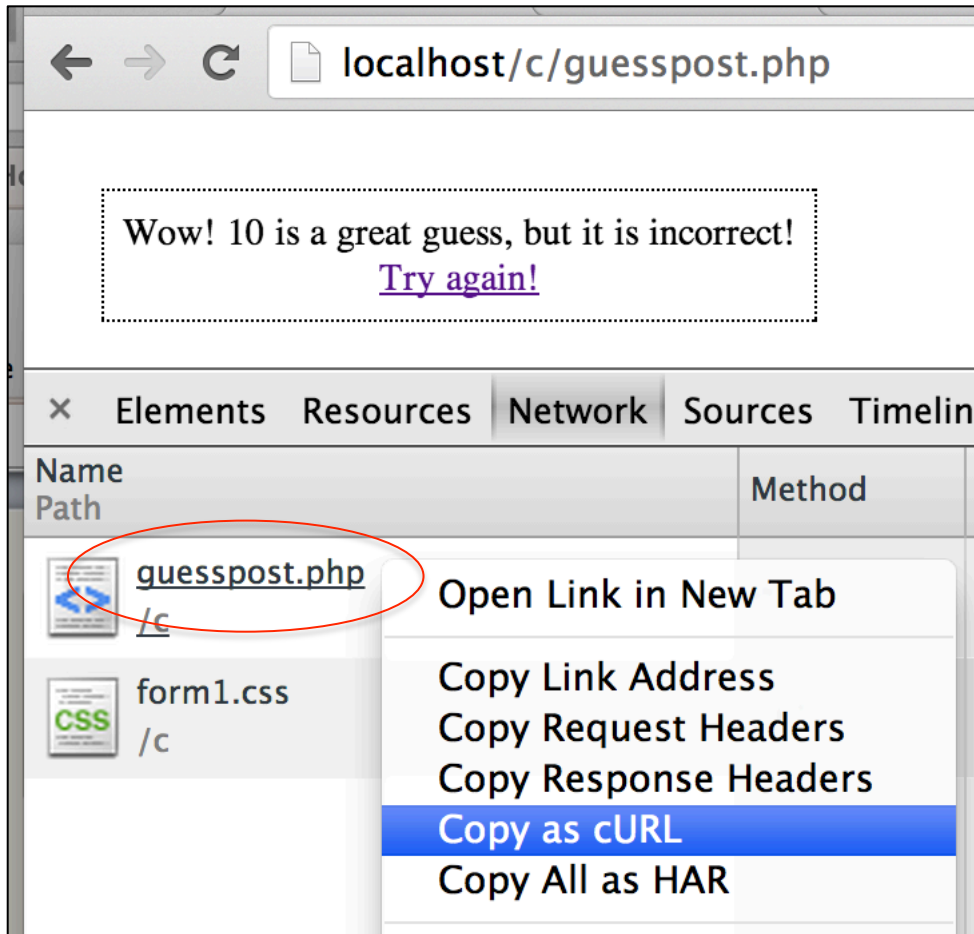 localhost/c/guesspost.php
Wow! 10 is a great guess, but it is incorrect!
Try again!
× Elements Resources Network Sources
Name
Path
Method
guesspost.php
/c
form1.css
/c
CSS
Open Link in New Tab
Copy Link Address
Copy Request Headers
Copy Response Headers
Copy as cURL
Copy All as HAR